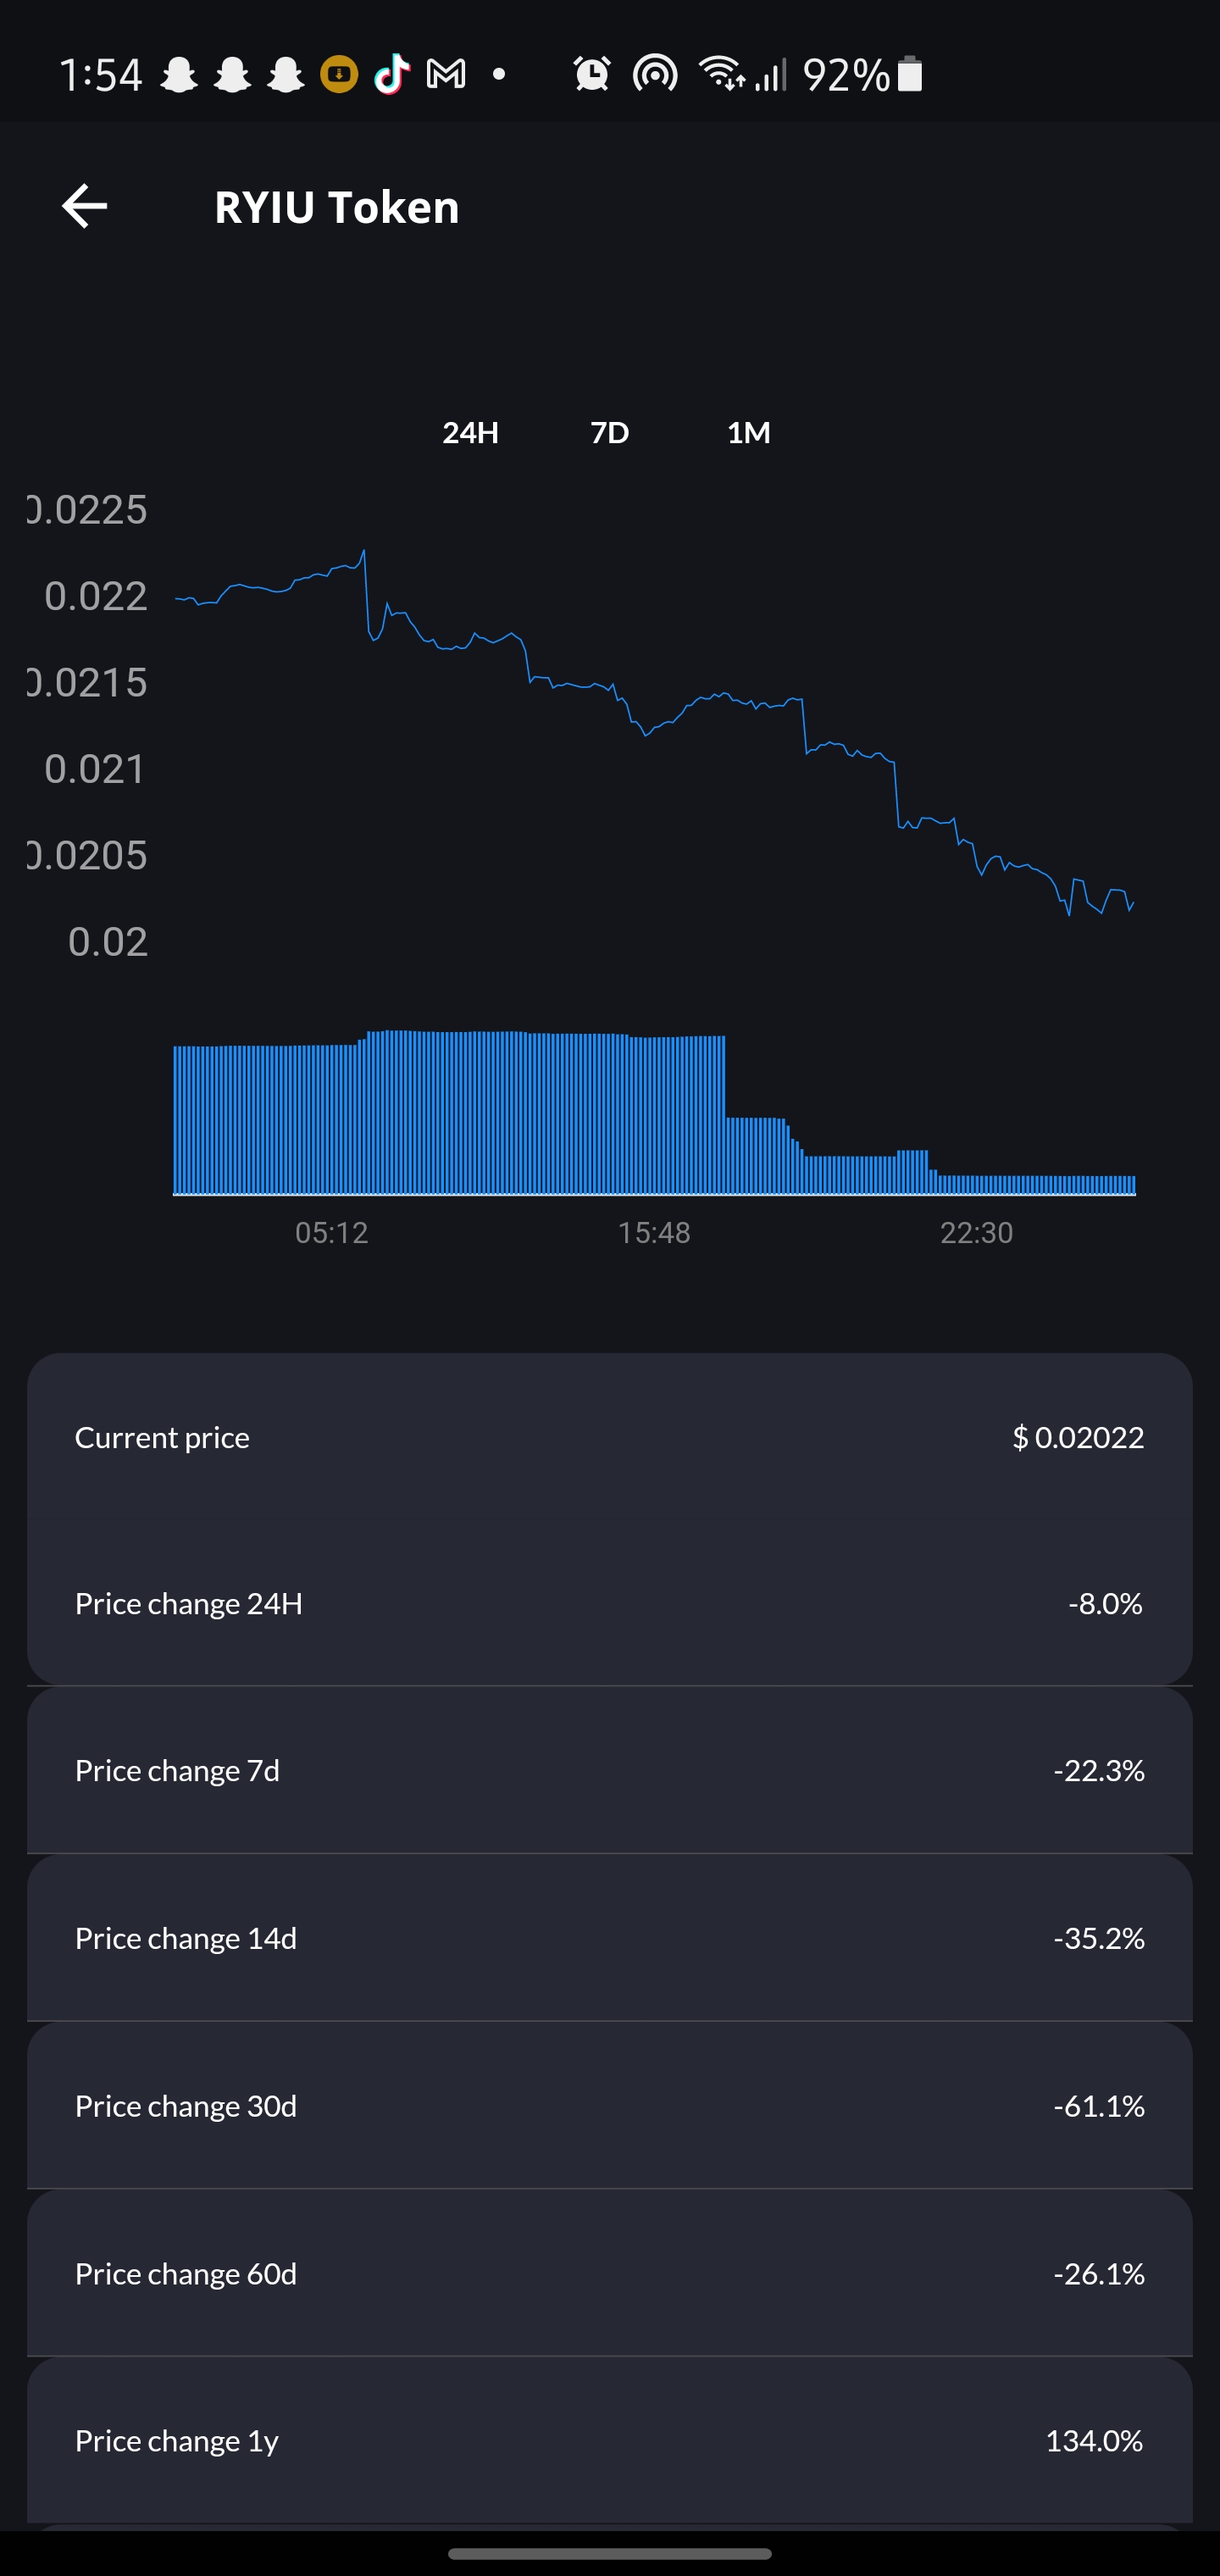 1:54 92%
RYIU Token
24H 7D 1M
0.0225
0.022
0.0215
0.021
0.0205
0.02
05:12 15:48 22:30
Current price $ 0.02022
Price change 24H -8.0%
Price change 7d -22.3%
Price change 14d -35.2%
Price change 30d -61.1%
Price change 60d -26.1%
Price change 1y 134.0%